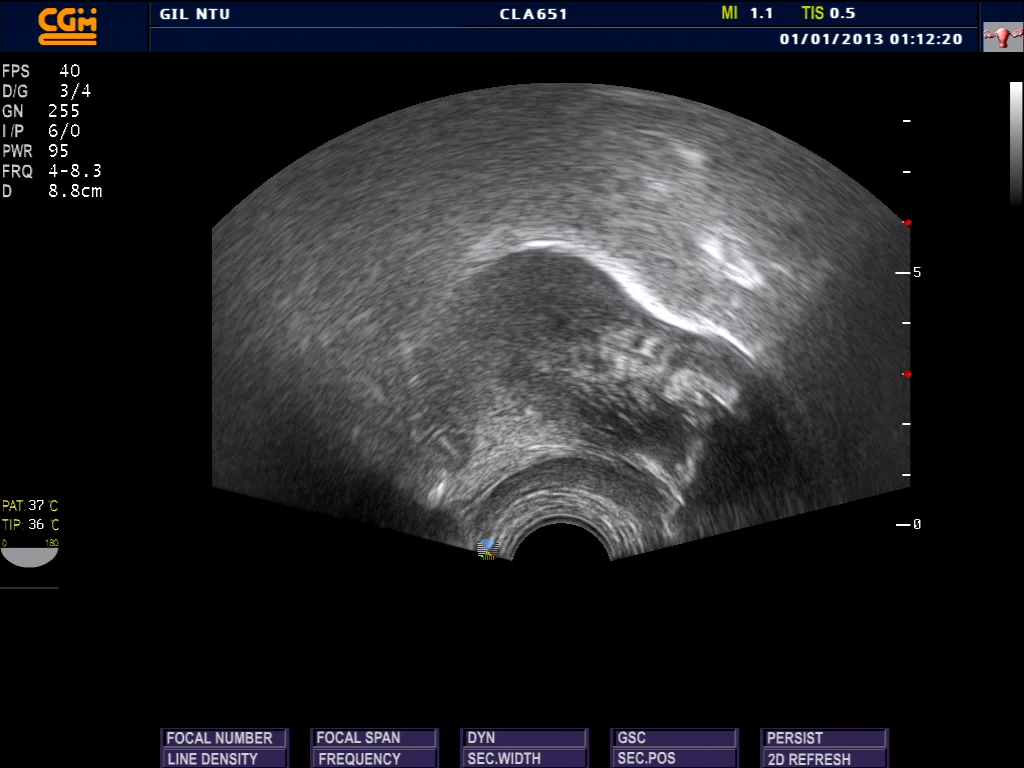 CGM
GIL NTU CLA651 MI 1.1 TIS 0.5
01/01/2013 01:12:20
FPS 40
D/G 3/4
GN 255
I/P 6/0
PWR 95
FRQ 4-8.3
D 8.8cm
5
PAT: 37 °C
TIP: 36 °C
0 180
0
FOCAL NUMBER FOCAL SPAN DYN GSC PERSIST
LINE DENSITY FREQUENCY SEC.WIDTH SEC.POS 2D REFRESH